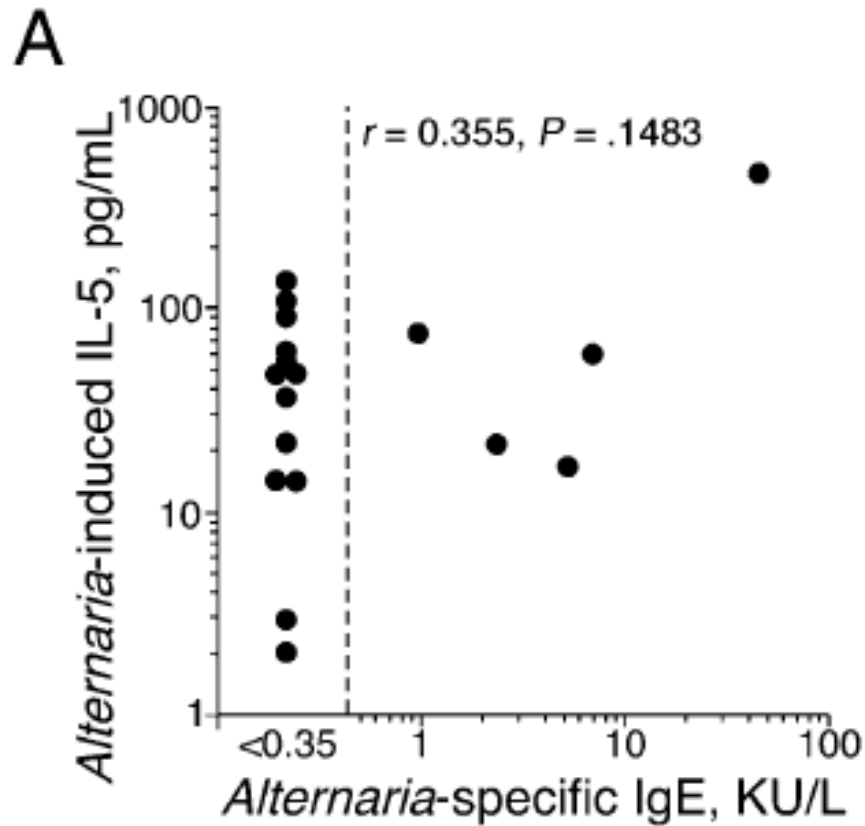 A
1000
r = 0.355, P = .1483
100
10
1
Alternaria-induced IL-5, pg/mL
<0.35 1 10 100
Alternaria-specific IgE, KU/L